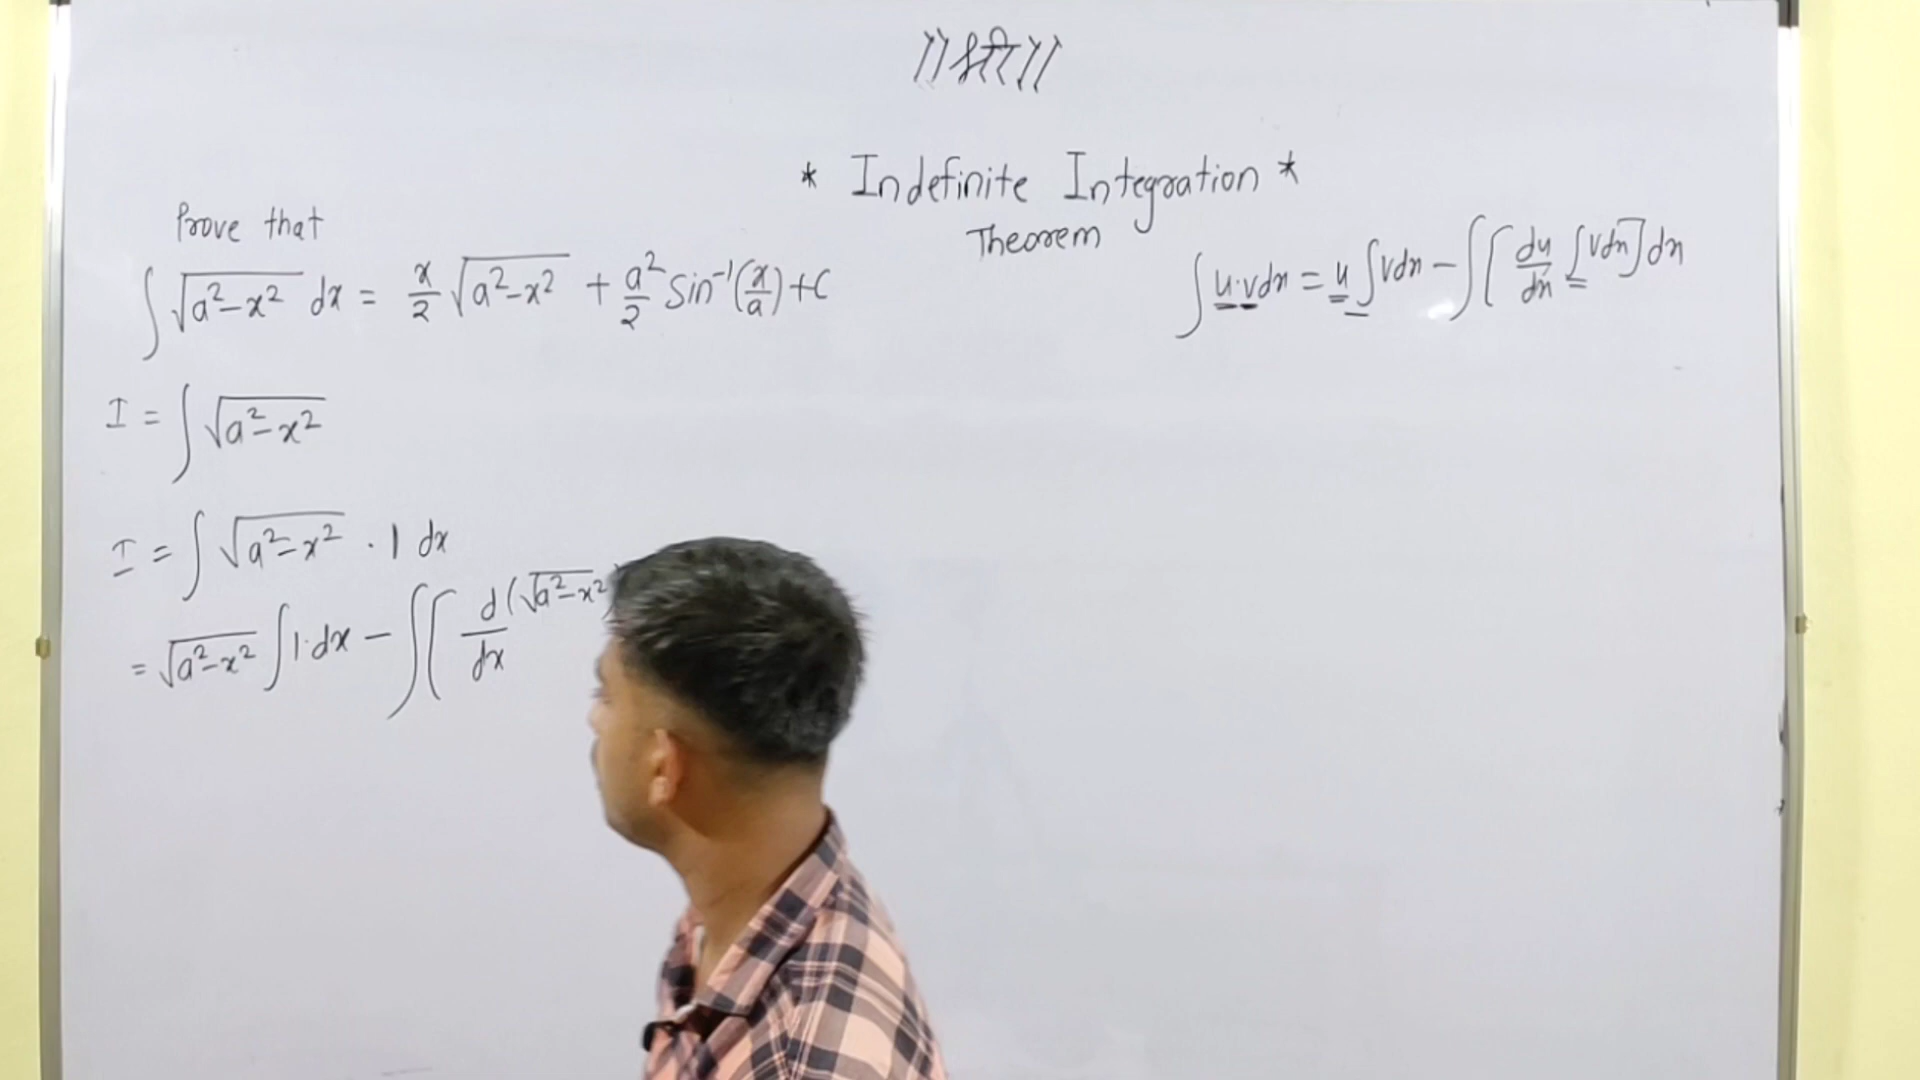 ॥श्री॥
* Indefinite Integration *
Theorem
Prove that
∫ √(a²-x²) dx = x/2 √(a²-x²) + a²/2 Sin⁻¹(x/a) + C
∫ u·v dx = u ∫ v dx - ∫ [ du/dx ∫ v dx ] dx
I = ∫ √(a²-x²)
I = ∫ √(a²-x²) · 1 dx
= √(a²-x²) ∫ 1·dx - ∫ [ d/dx (√(a²-x²)